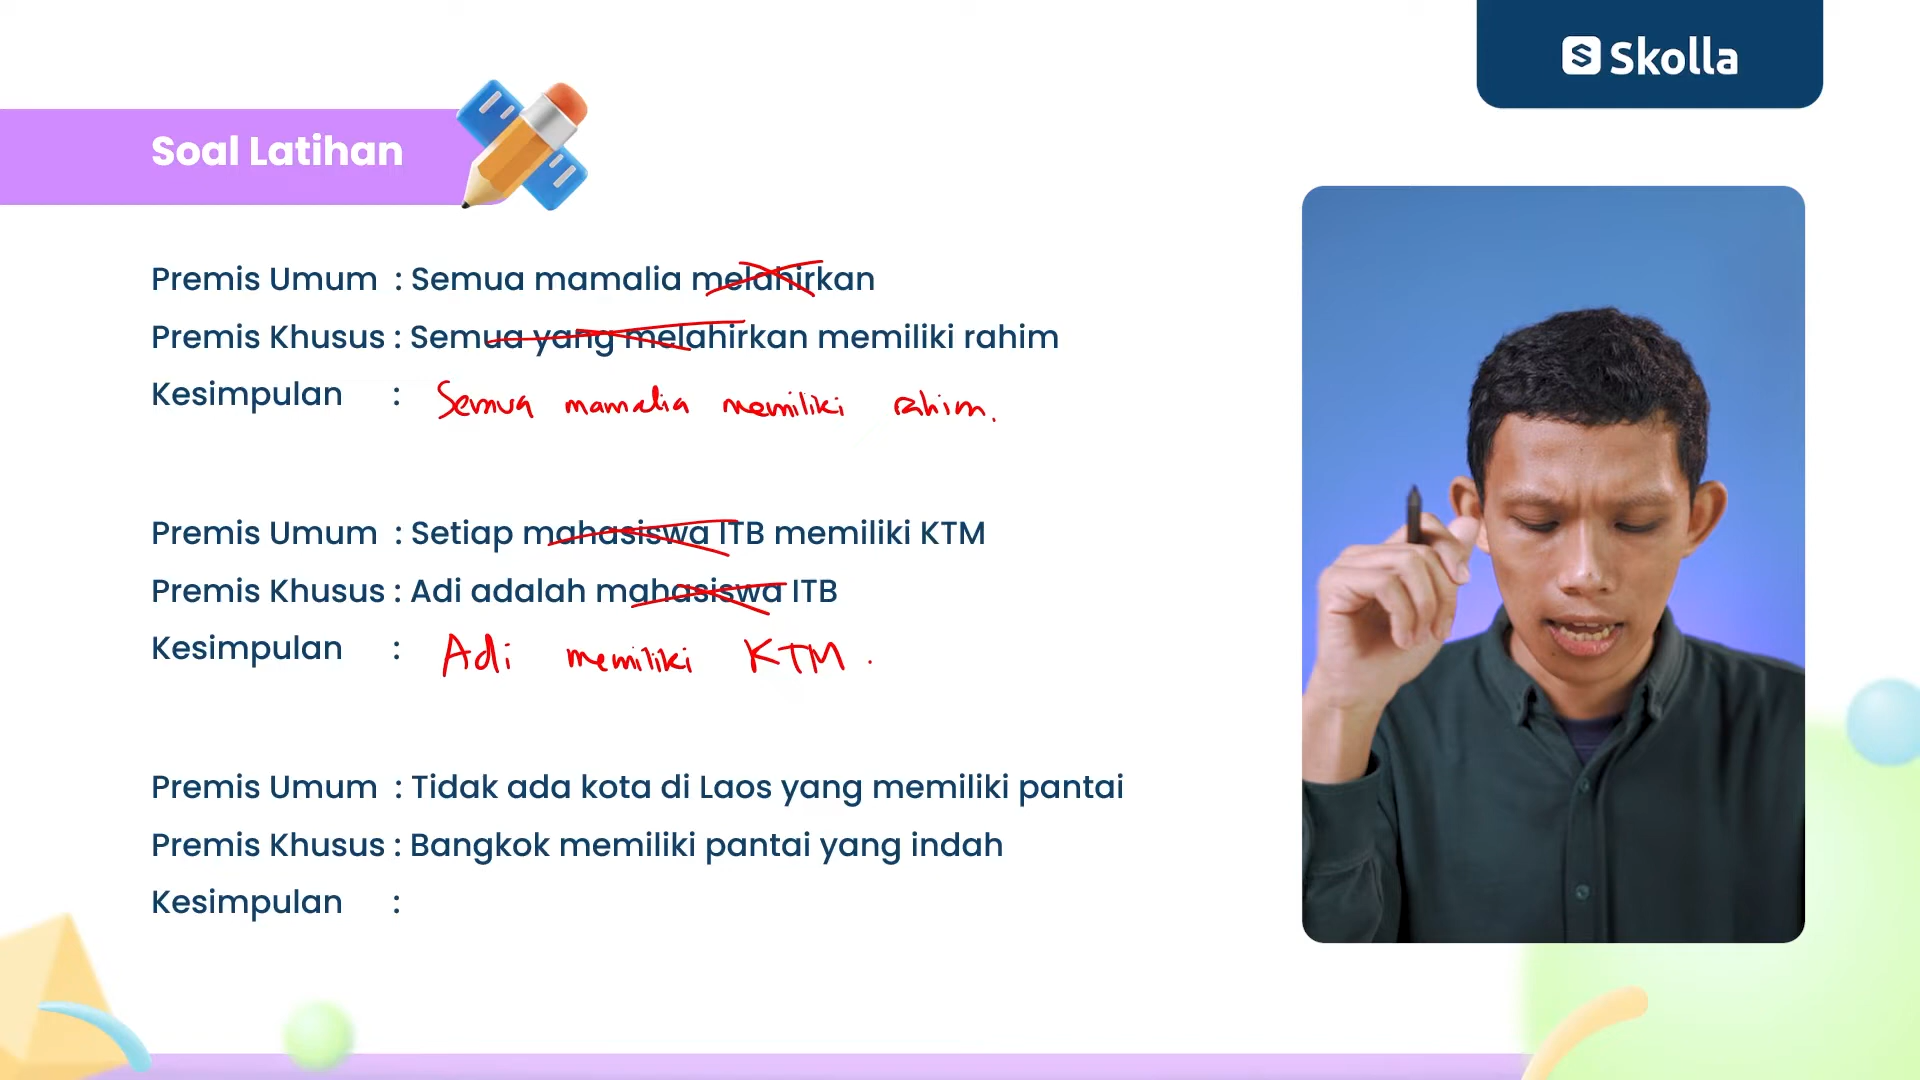 Skolla
Soal Latihan
Premis Umum : Semua mamalia melahirkan
Premis Khusus : Semua yang melahirkan memiliki rahim
Kesimpulan : Semua mamalia memiliki rahim.
Premis Umum : Setiap mahasiswa ITB memiliki KTM
Premis Khusus : Adi adalah mahasiswa ITB
Kesimpulan : Adi memiliki KTM.
Premis Umum : Tidak ada kota di Laos yang memiliki pantai
Premis Khusus : Bangkok memiliki pantai yang indah
Kesimpulan :